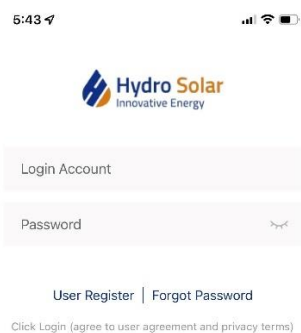 5:43
Hydro Solar
Innovative Energy
Login Account
Password
User Register | Forgot Password
Click Login (agree to user agreement and privacy terms)